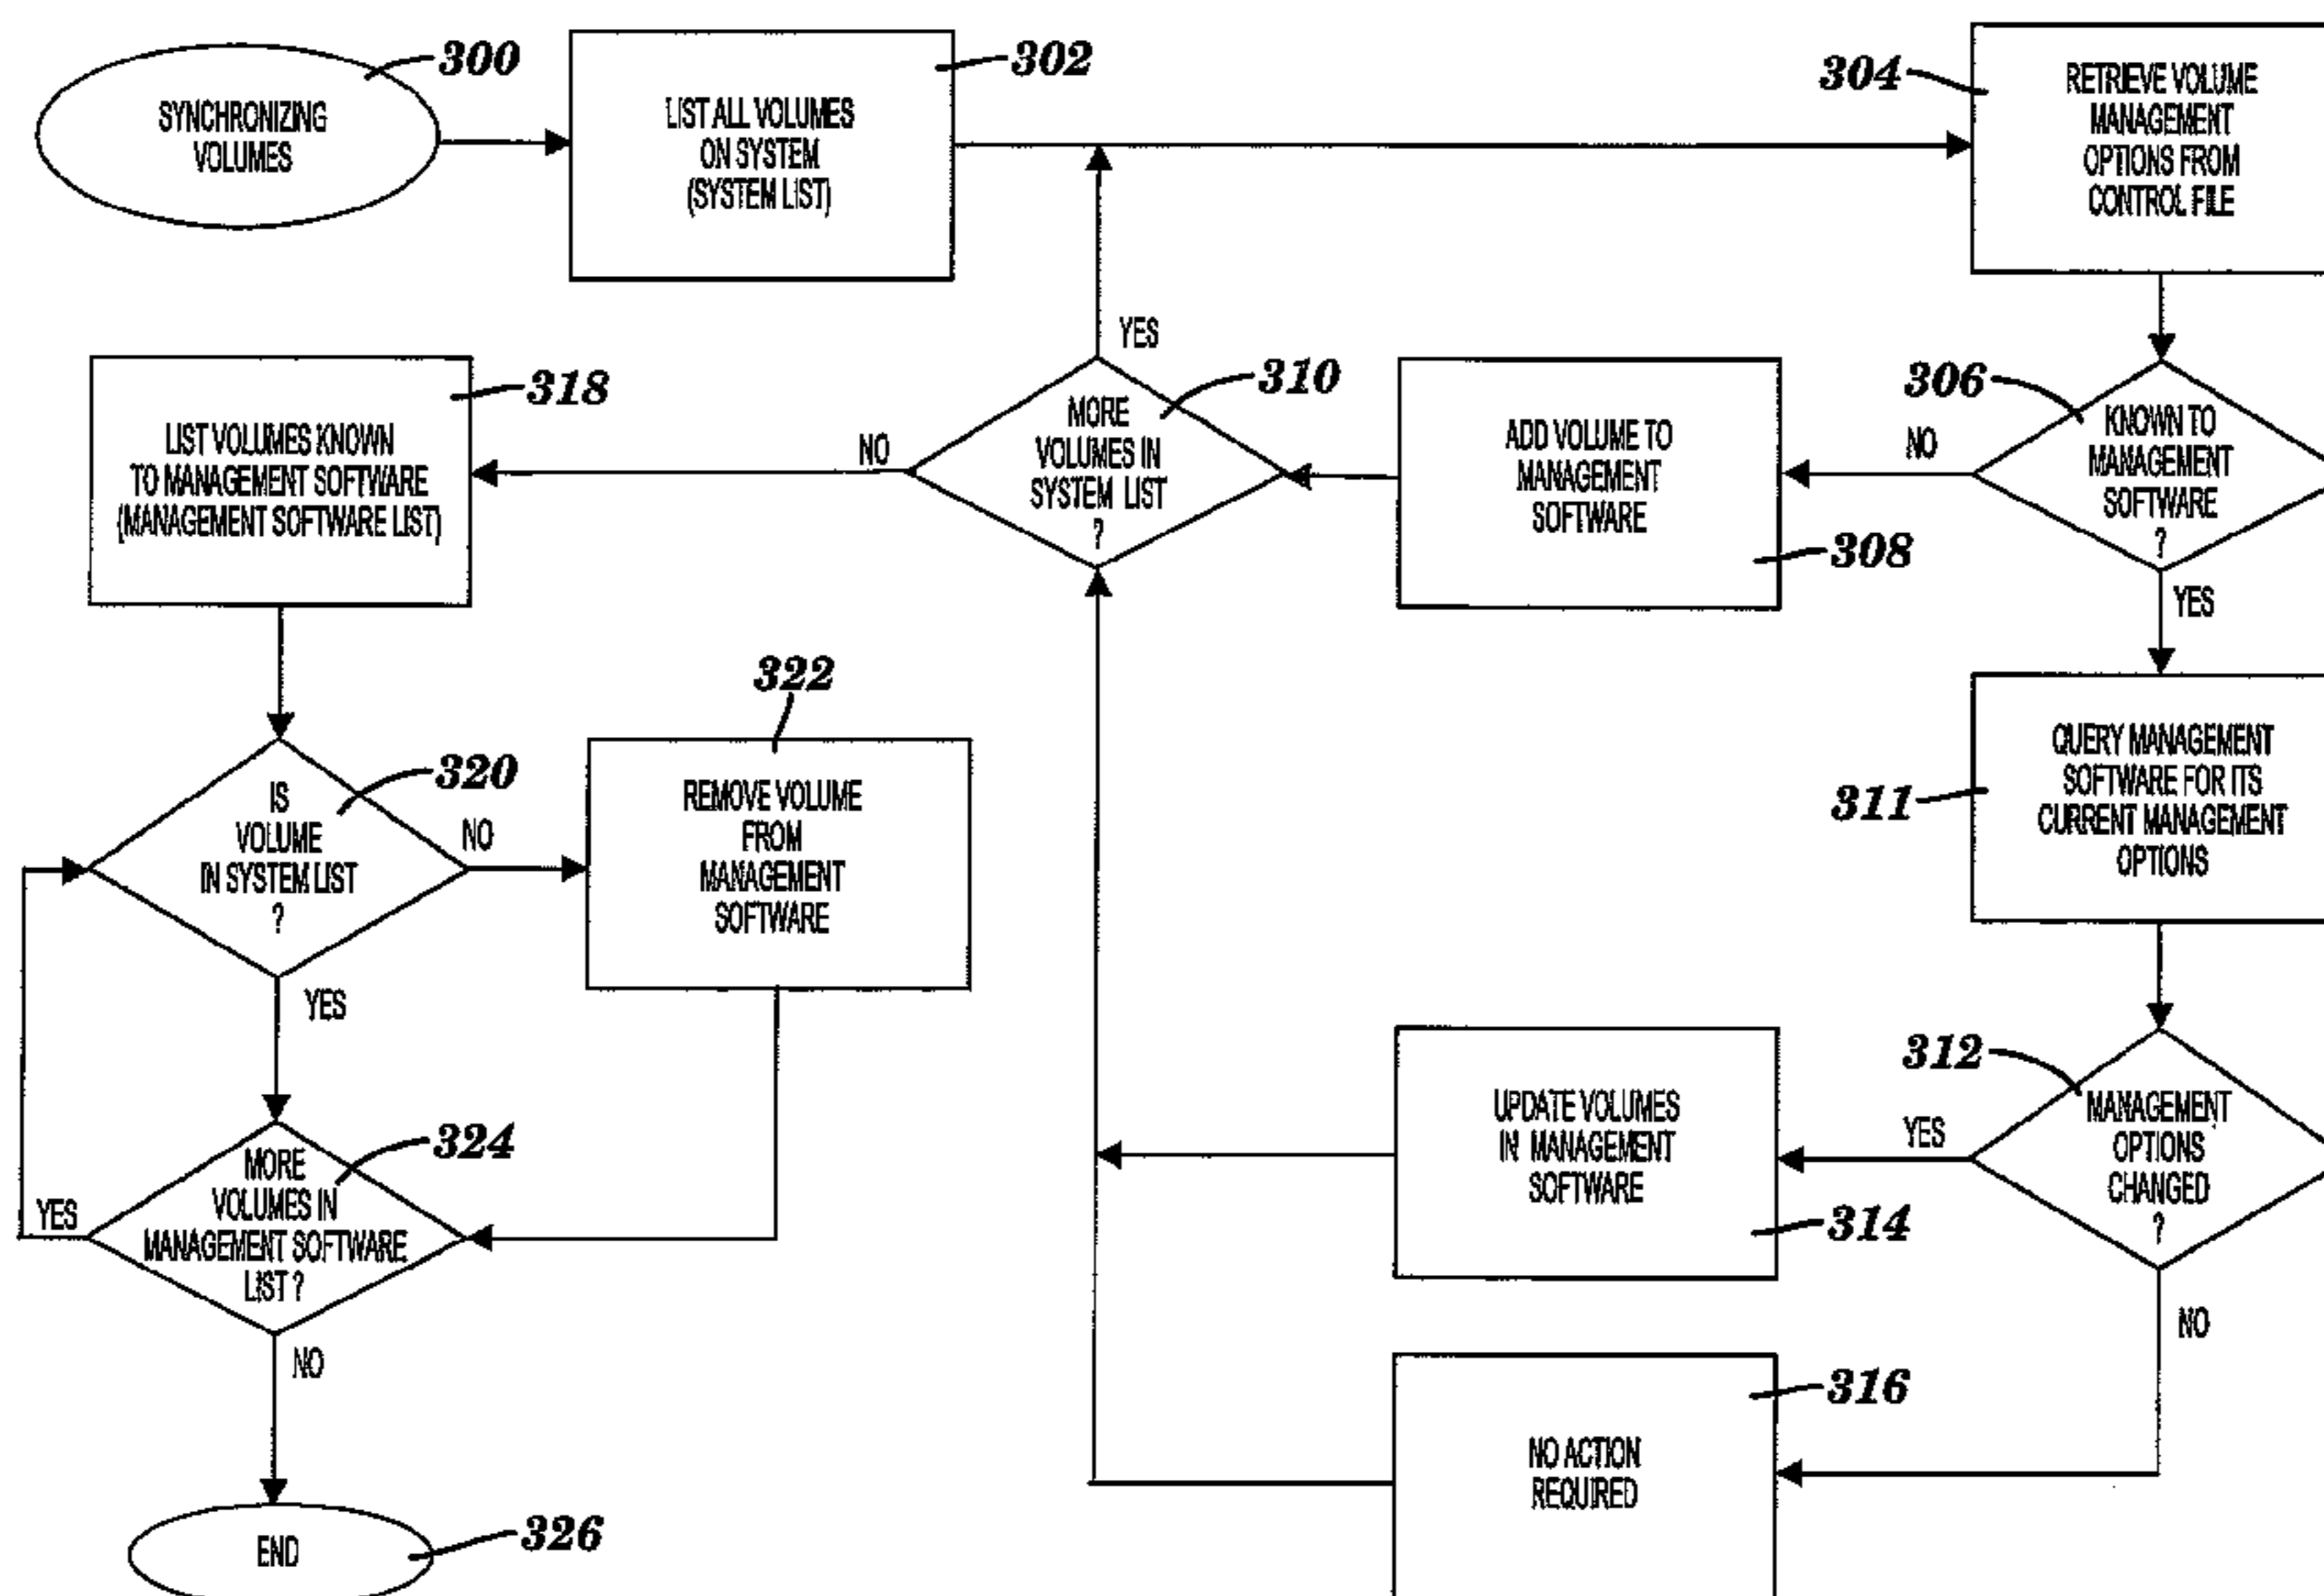 300
SYNCHRONIZING
VOLUMES
302
LIST ALL VOLUMES
ON SYSTEM
(SYSTEM LIST)
304
RETRIEVE VOLUME
MANAGEMENT
OPTIONS FROM
CONTROL FILE
306
KNOWN TO
MANAGEMENT
SOFTWARE
?
NO
YES
308
ADD VOLUME TO
MANAGEMENT
SOFTWARE
310
MORE
VOLUMES IN
SYSTEM LIST
?
YES
NO
311
QUERY MANAGEMENT
SOFTWARE FOR ITS
CURRENT MANAGEMENT
OPTIONS
312
MANAGEMENT
OPTIONS
CHANGED
?
YES
NO
314
UPDATE VOLUMES
IN MANAGEMENT
SOFTWARE
316
NO ACTION
REQUIRED
318
LIST VOLUMES KNOWN
TO MANAGEMENT SOFTWARE
(MANAGEMENT SOFTWARE LIST)
320
IS
VOLUME
IN SYSTEM LIST
?
NO
YES
322
REMOVE VOLUME
FROM
MANAGEMENT
SOFTWARE
324
MORE
VOLUMES IN
MANAGEMENT SOFTWARE
LIST ?
YES
NO
326
END